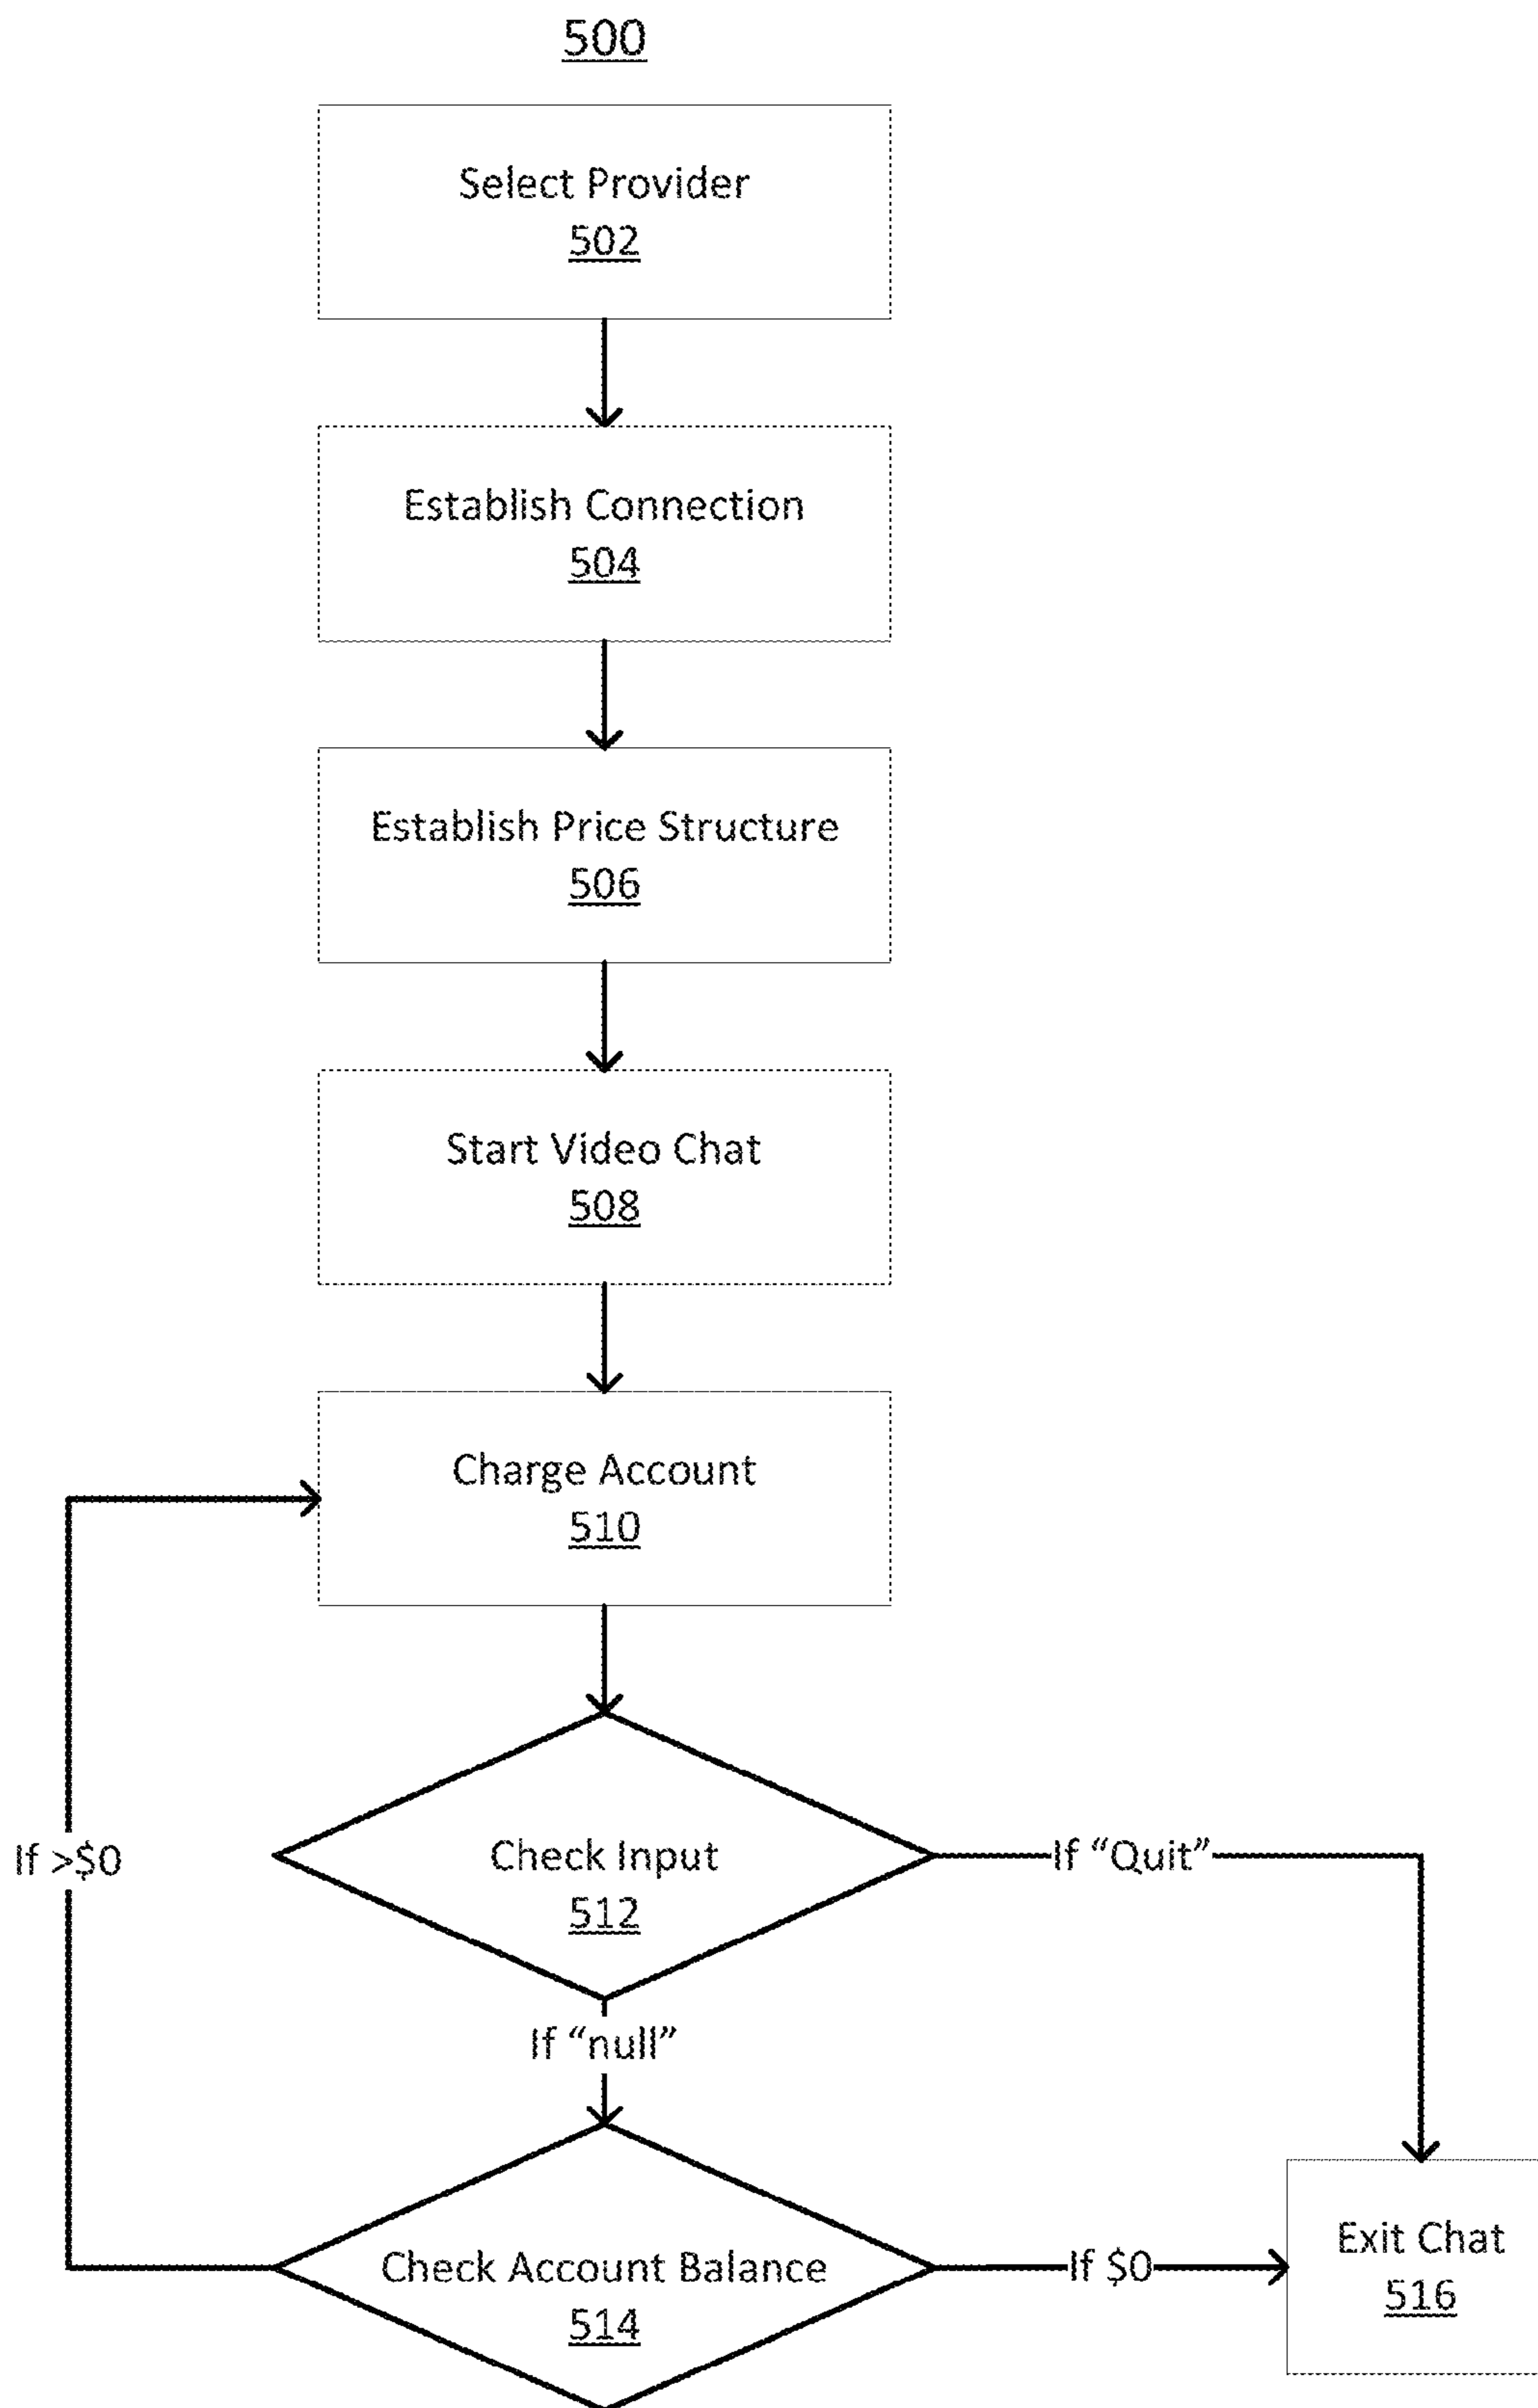 500
Select Provider
502
Establish Connection
504
Establish Price Structure
506
Start Video Chat
508
Charge Account
510
If >$0
Check Input
512
If “Quit”
If “null”
Check Account Balance
514
If $0
Exit Chat
516